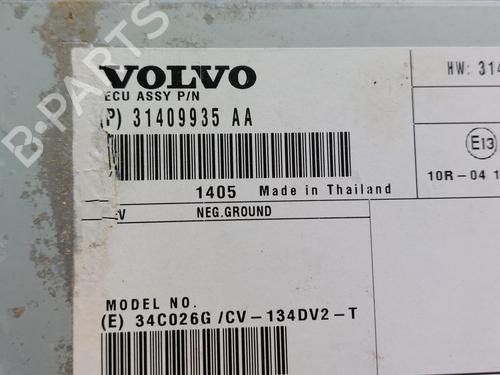 VOLVO
ECU ASSY P/N
(P) 31409935 AA
1405 Made in Thailand
NEG.GROUND
MODEL NO.
(E) 34C026G /CV-134DV2-T
HW: 314
E13
10R-04 1
B-Parts